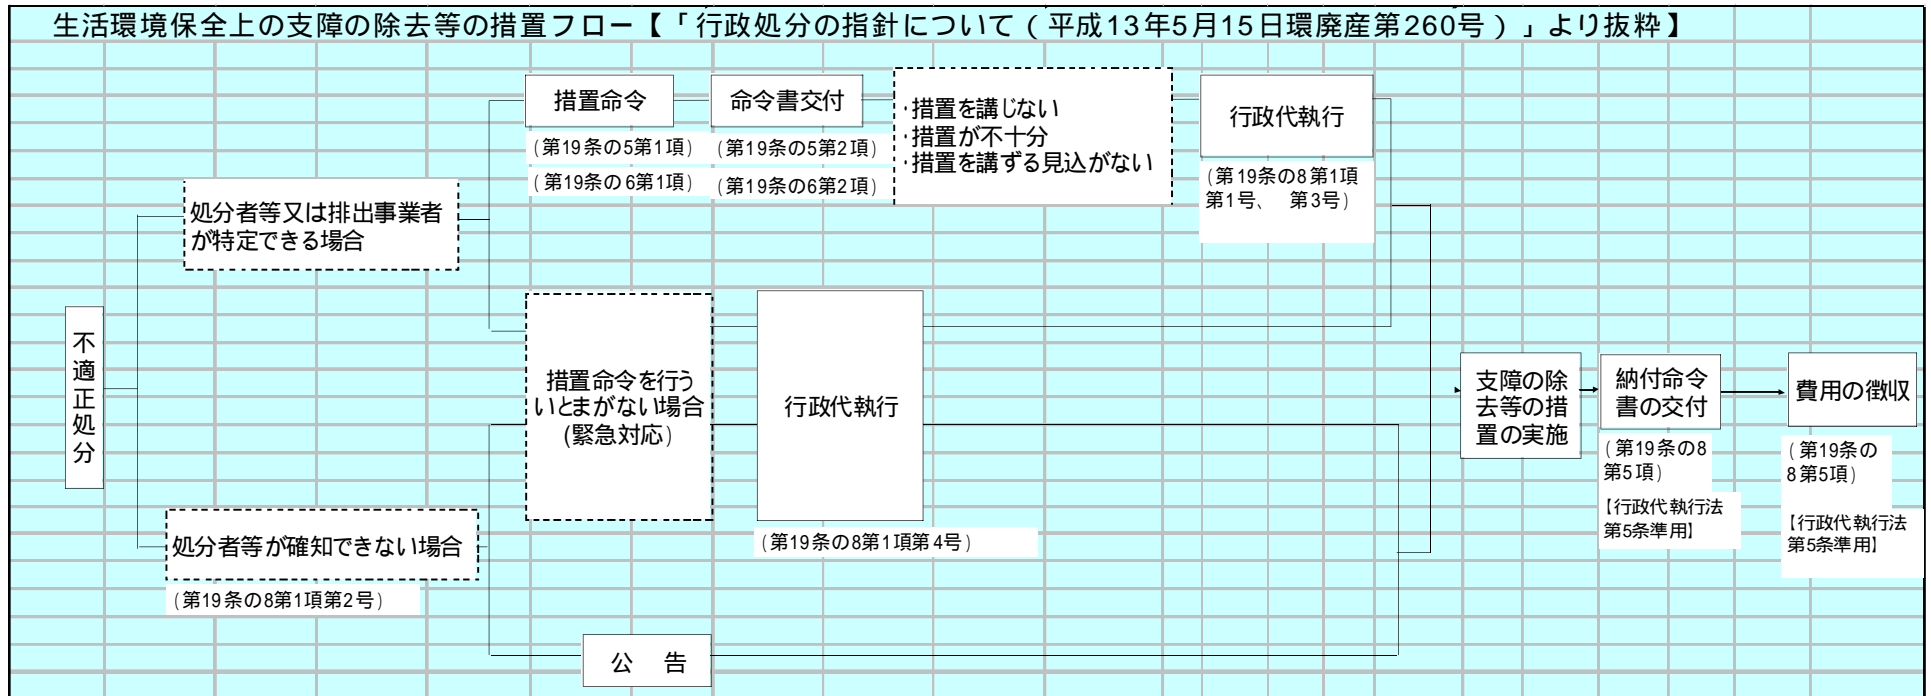 生活環境保全上の支障の除去等の措置フロー【「行政処分の指針について(平成13年5月15日環廃産第260号)」より抜粋】
措置命令
(第19条の5第1項)
(第19条の6第1項)
命令書交付
(第19条の5第2項)
(第19条の6第2項)
・措置を講じない
・措置が不十分
・措置を講ずる見込がない
行政代執行
(第19条の8第1項
第1号、 第3号)
処分者等又は排出事業者
が特定できる場合
不適正処分
措置命令を行う
いとまがない場合
(緊急対応)
行政代執行
(第19条の8第1項第4号)
処分者等が確知できない場合
(第19条の8第1項第2号)
公 告
支障の除
去等の措
置の実施
納付命令
書の交付
(第19条の8
第5項)
【行政代執行法
第5条準用】
費用の徴収
(第19条の
8第5項)
【行政代執行法
第5条準用】